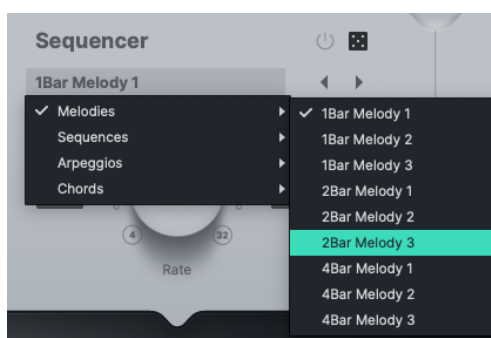 Sequencer
1Bar Melody 1
Melodies
Sequences
Arpeggios
Chords
1Bar Melody 1
1Bar Melody 2
1Bar Melody 3
2Bar Melody 1
2Bar Melody 2
2Bar Melody 3
4Bar Melody 1
4Bar Melody 2
4Bar Melody 3
4
32
Rate